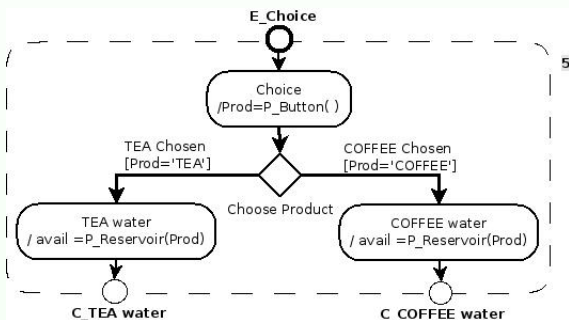 E_Choice
5
Choice
/Prod=P_Button( )
TEA Chosen
[Prod='TEA']
COFFEE Chosen
[Prod='COFFEE']
Choose Product
TEA water
/ avail =P_Reservoir(Prod)
COFFEE water
/ avail =P_Reservoir(Prod)
C_TEA water
C_COFFEE water